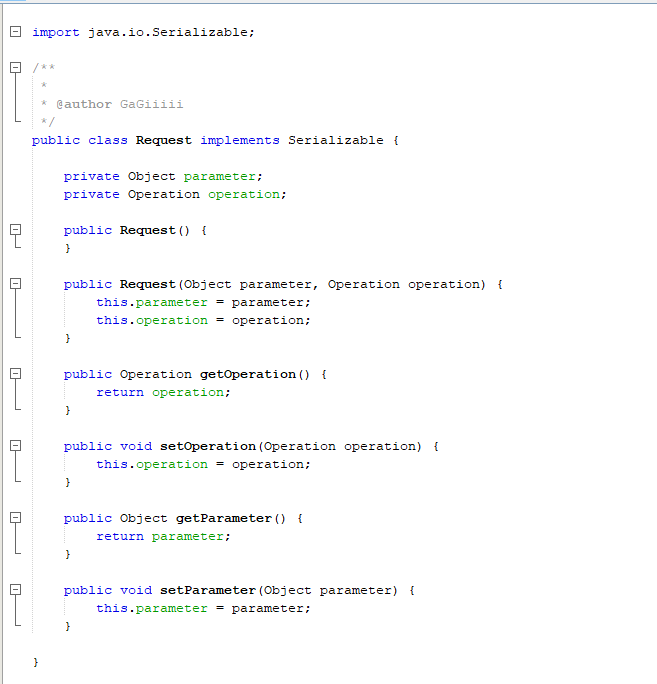 import java.io.Serializable;
/**
 *
 * @author GaGiiiii
 */
public class Request implements Serializable {
    private Object parameter;
    private Operation operation;
    public Request() {
    }
    public Request(Object parameter, Operation operation) {
        this.parameter = parameter;
        this.operation = operation;
    }
    public Operation getOperation() {
        return operation;
    }
    public void setOperation(Operation operation) {
        this.operation = operation;
    }
    public Object getParameter() {
        return parameter;
    }
    public void setParameter(Object parameter) {
        this.parameter = parameter;
    }
}